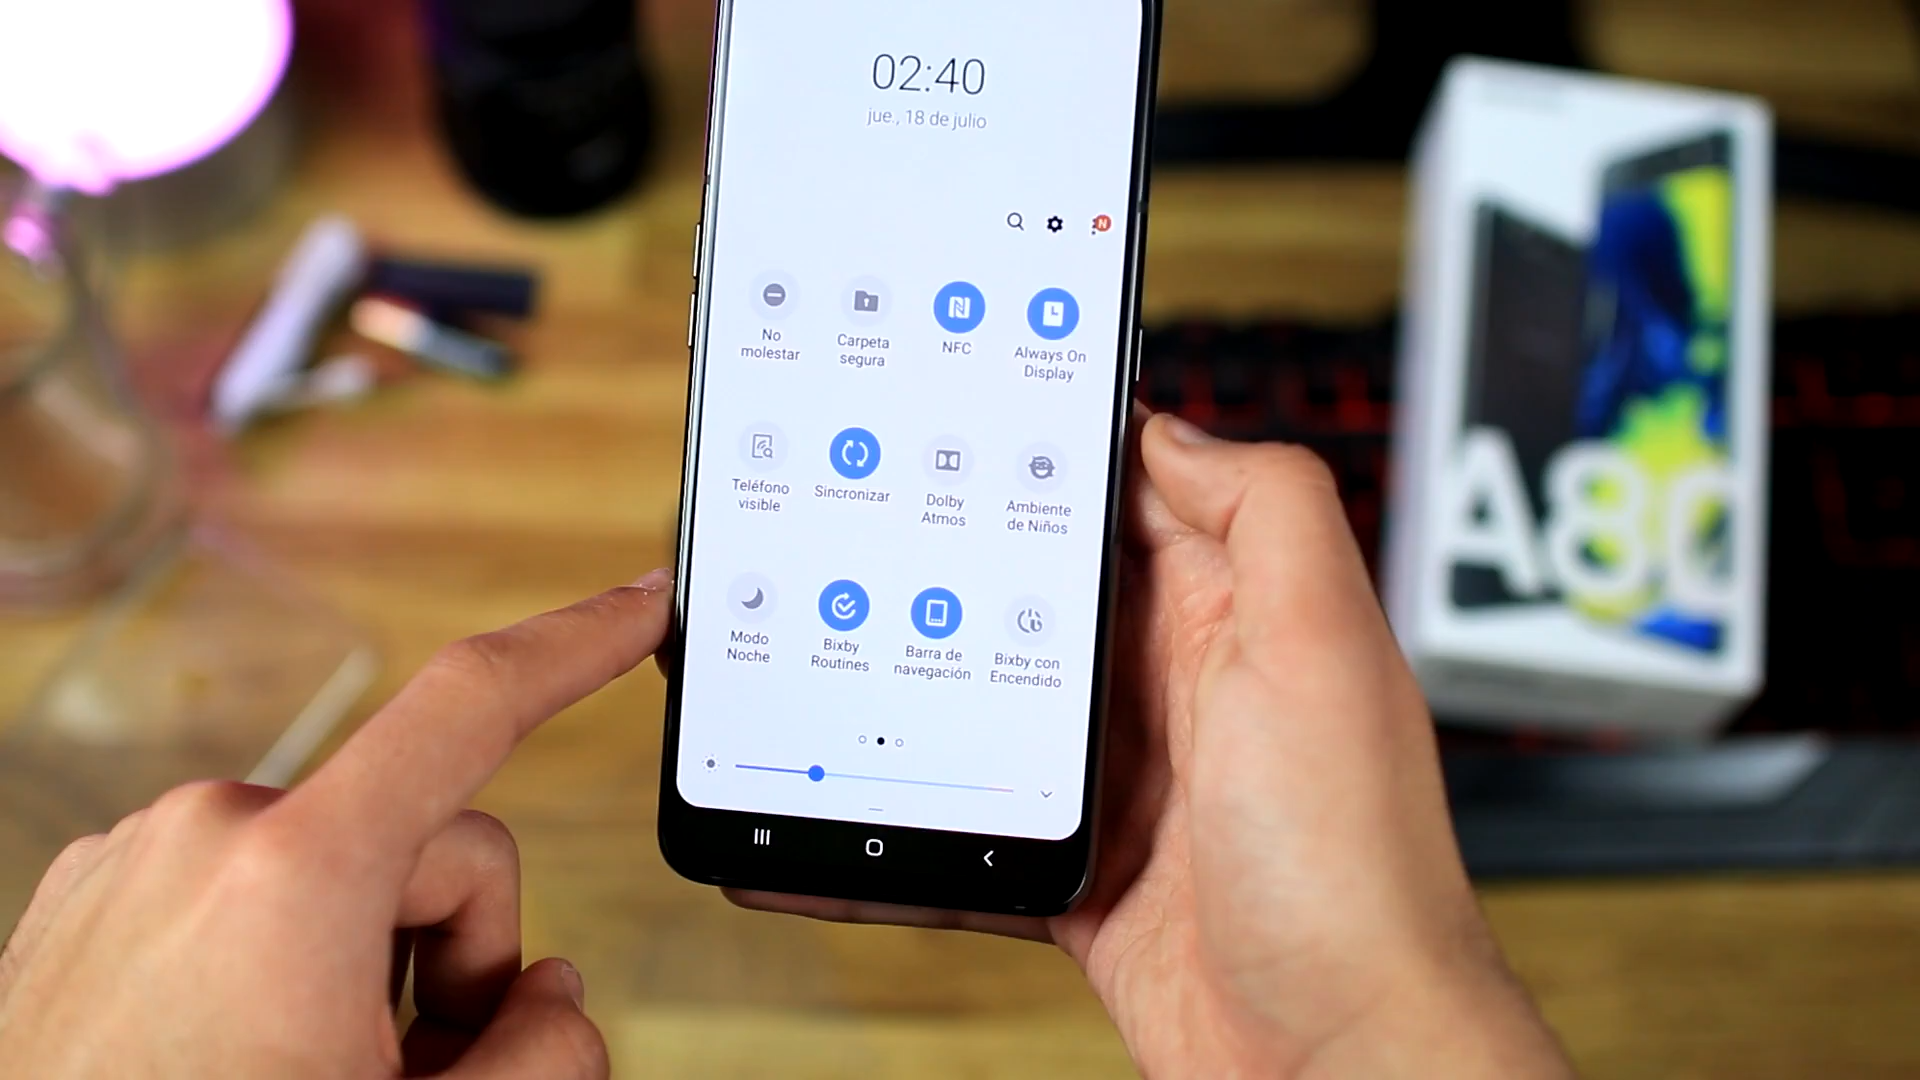 02:40
jue., 18 de julio
N
No
molestar
Carpeta
segura
NFC
Always On
Display
Teléfono
visible
Sincronizar
Dolby
Atmos
Ambiente
de Niños
Modo
Noche
Bixby
Routines
Barra de
navegación
Bixby con
Encendido
A80